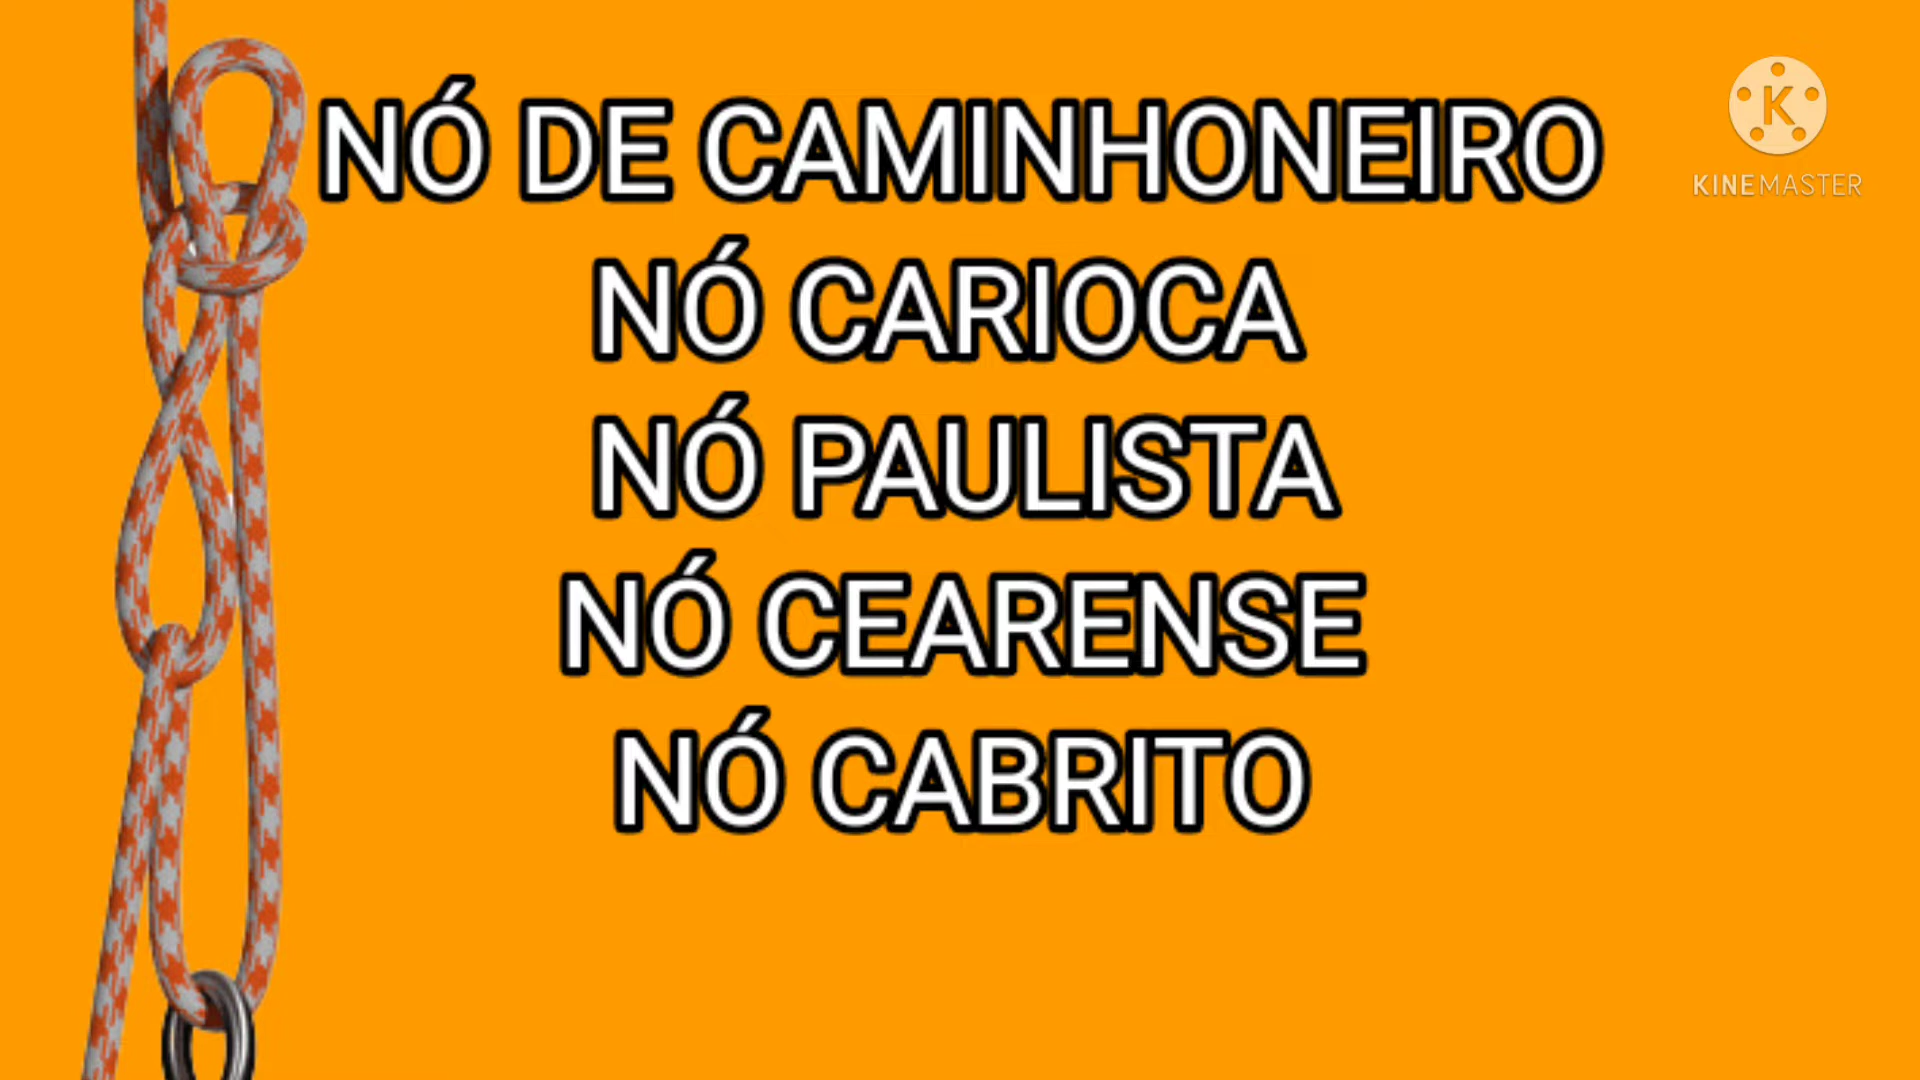 NÓ DE CAMINHONEIRO
NÓ CARIOCA
NÓ PAULISTA
NÓ CEARENSE
NÓ CABRITO
K
KINEMASTER